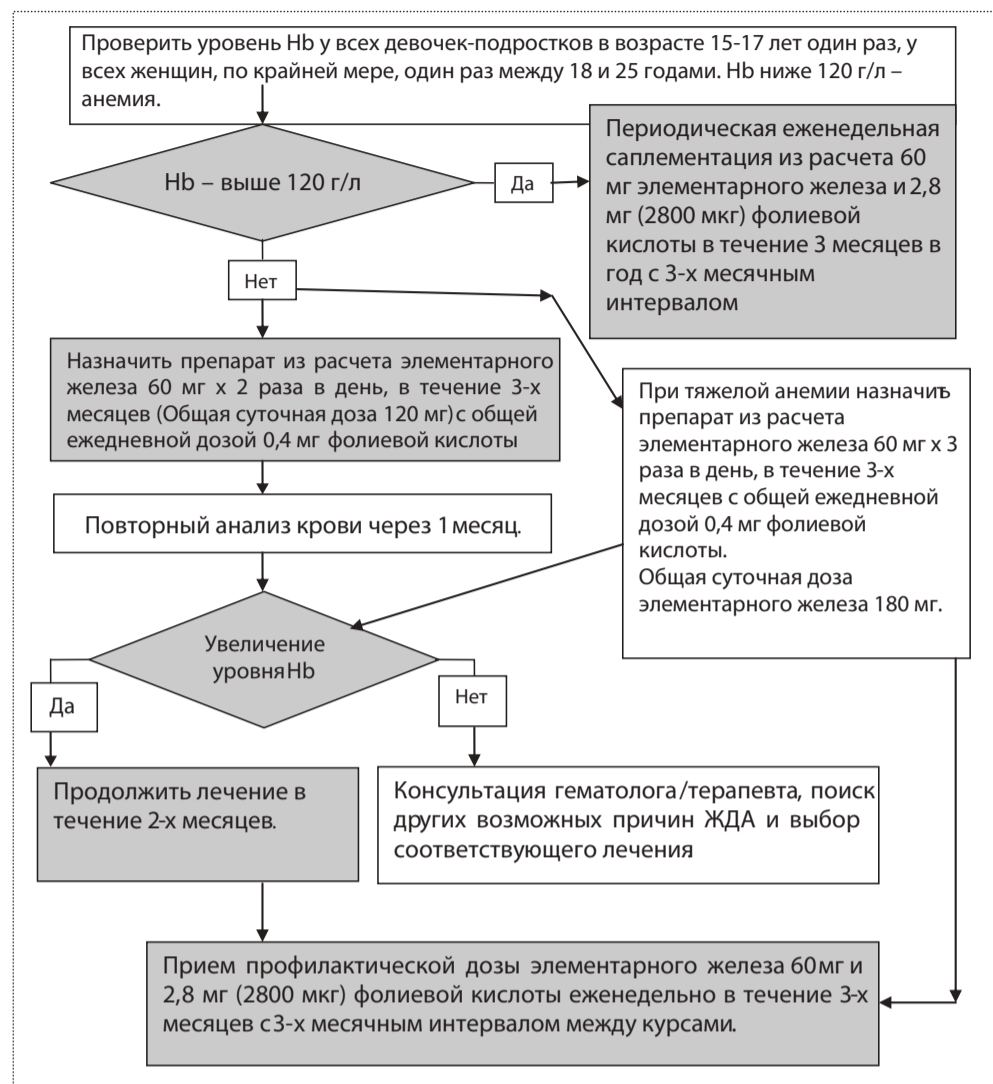 Проверить уровень Hb у всех девочек-подростков в возрасте 15-17 лет один раз, у
всех женщин, по крайней мере, один раз между 18 и 25 годами. Hb ниже 120 г/л –
анемия.
Hb – выше 120 г/л
Да
Периодическая еженедельная
саплементация из расчета 60
мг элементарного железа и 2,8
мг (2800 мкг) фолиевой
кислоты в течение 3 месяцев в
год с 3-х месячным
интервалом
Нет
Назначить препарат из расчета элементарного
железа 60 мг х 2 раза в день, в течение 3-х
месяцев (Общая суточная доза 120 мг) с общей
ежедневной дозой 0,4 мг фолиевой кислоты
При тяжелой анемии назначить
препарат из расчета
элементарного железа 60 мг х 3
раза в день, в течение 3-х
месяцев с общей ежедневной
дозой 0,4 мг фолиевой
кислоты.
Общая суточная доза
элементарного железа 180 мг.
Повторный анализ крови через 1 месяц.
Увеличение
уровня Hb
Да
Нет
Продолжить лечение в
течение 2-х месяцев.
Консультация гематолога/терапевта, поиск
других возможных причин ЖДА и выбор
соответствующего лечения
Прием профилактической дозы элементарного железа 60 мг и
2,8 мг (2800 мкг) фолиевой кислоты еженедельно в течение 3-х
месяцев с 3-х месячным интервалом между курсами.